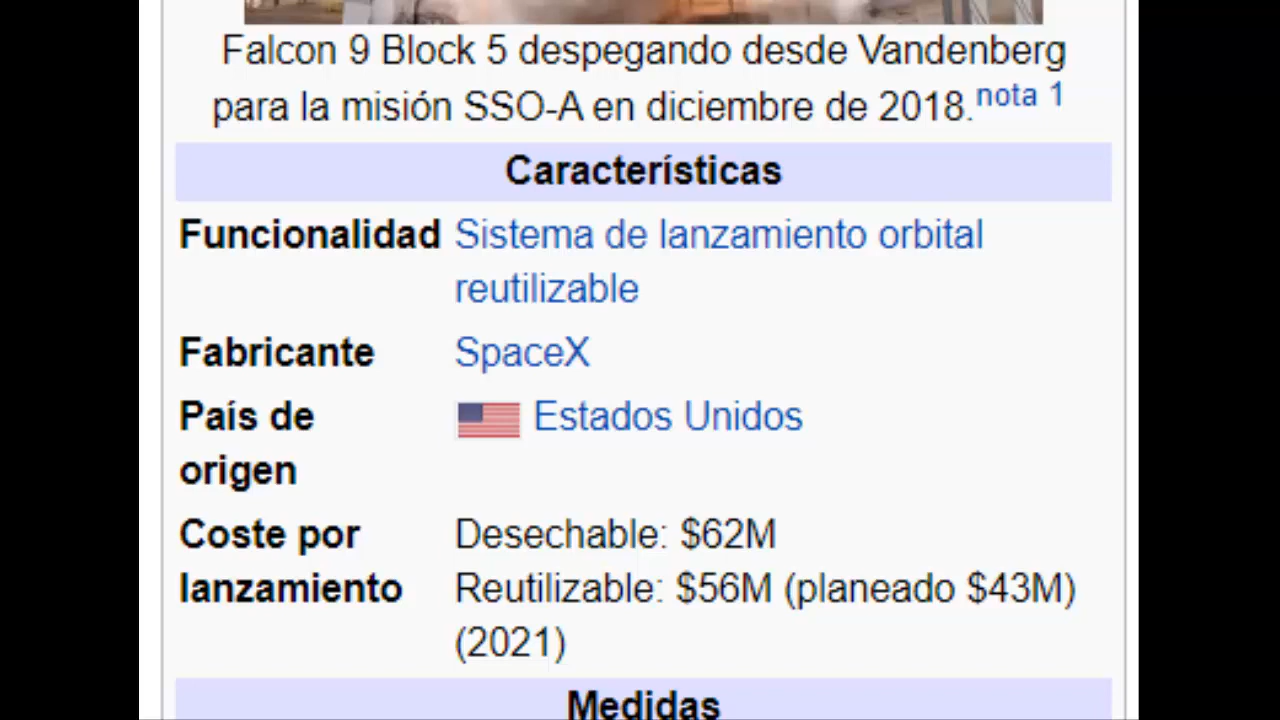 Falcon 9 Block 5 despegando desde Vandenberg
para la misión SSO-A en diciembre de 2018.nota 1
Características
Funcionalidad Sistema de lanzamiento orbital
reutilizable
Fabricante SpaceX
País de Estados Unidos
origen
Coste por Desechable: $62M
lanzamiento Reutilizable: $56M (planeado $43M)
(2021)
Medidas